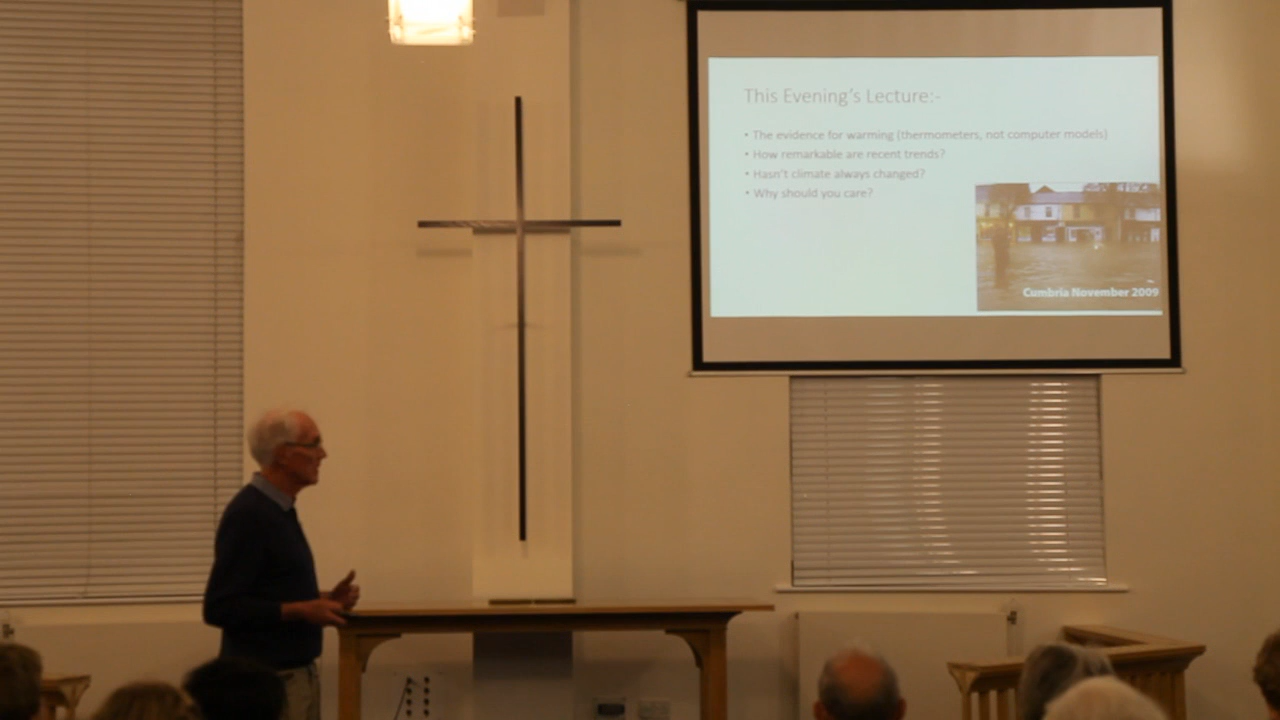 This Evening's Lecture:-
• The evidence for warming (thermometers, not computer models)
• How remarkable are recent trends?
• Hasn't climate always changed?
• Why should you care?
Cumbria November 2009